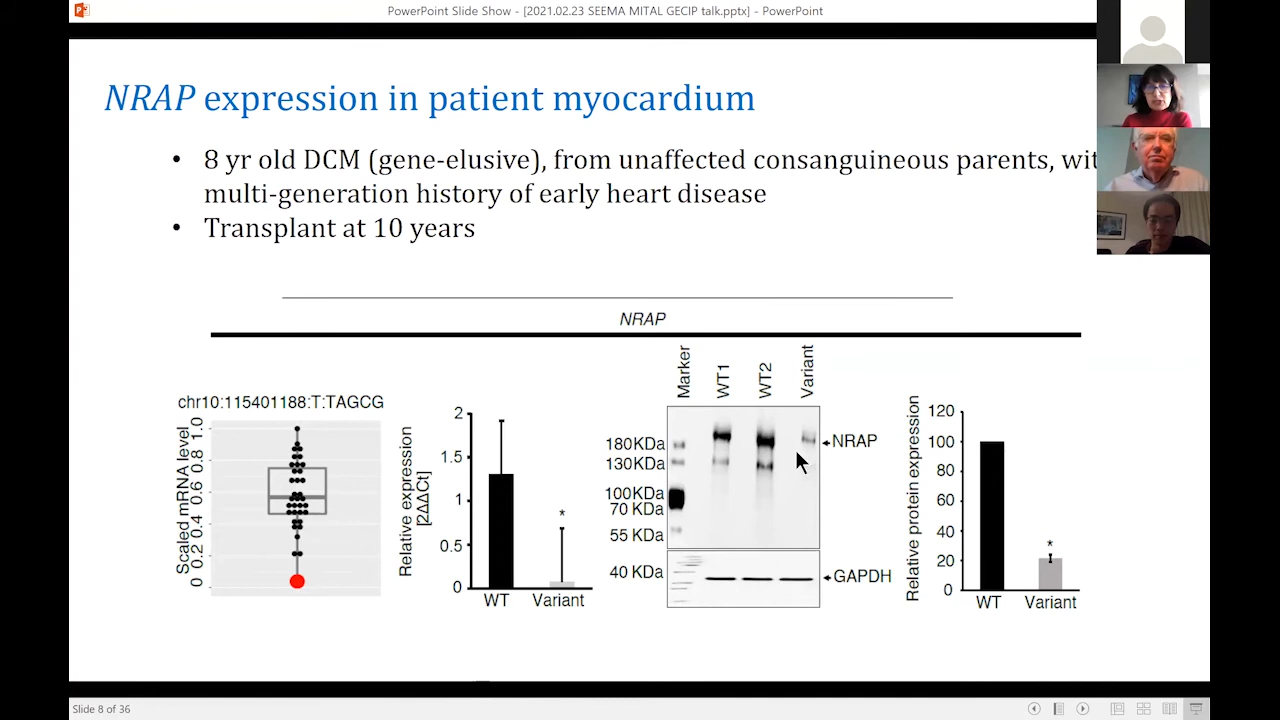 PowerPoint Slide Show - [2021.02.23 SEEMA MITAL GECIP talk.pptx] - PowerPoint
NRAP expression in patient myocardium
• 8 yr old DCM (gene-elusive), from unaffected consanguineous parents, wit
multi-generation history of early heart disease
• Transplant at 10 years
NRAP
chr10:115401188:T:TAGCG
Scaled mRNA level
1.0
0.8
0.6
0.4
0.2
0
Relative expression
[2ΔΔCt]
2
1.5
1
0.5
0
*
WT Variant
Marker WT1 WT2 Variant
180KDa
130KDa
100KDa
70 KDa
55 KDa
40 KDa
NRAP
GAPDH
Relative protein expression
120
100
80
60
40
20
0
*
WT Variant
Slide 8 of 36